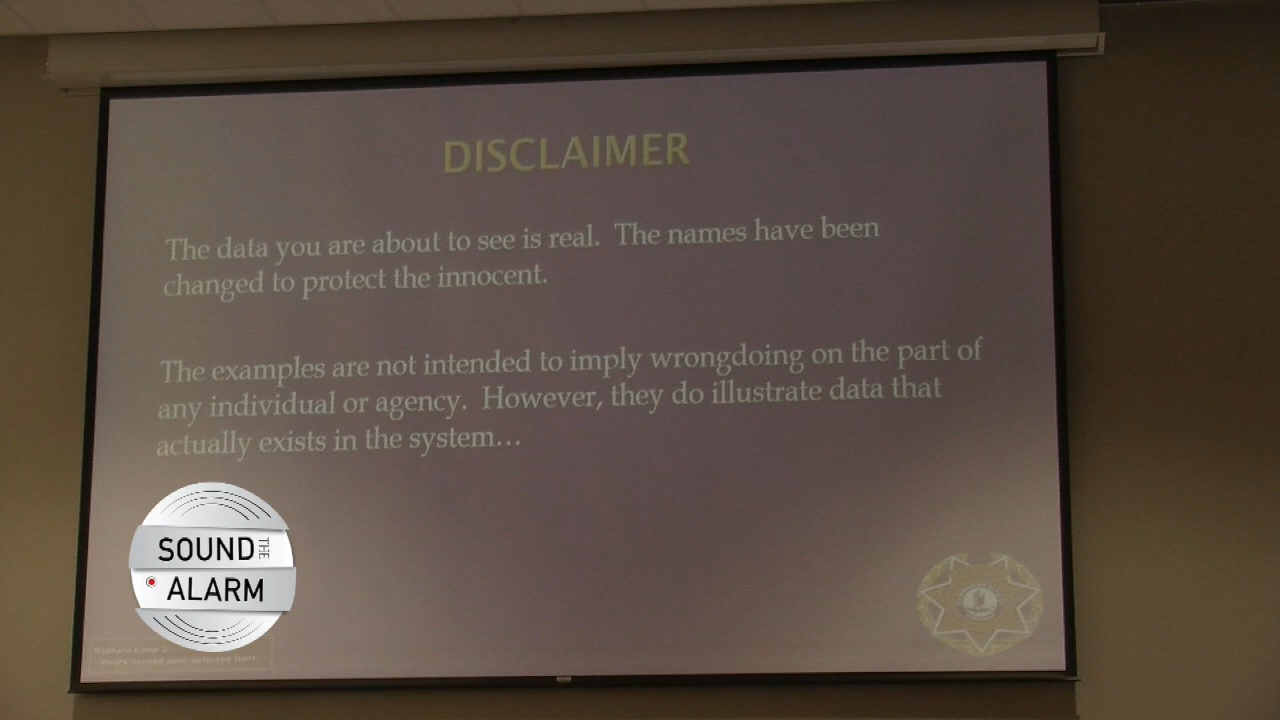 DISCLAIMER
The data you are about to see is real. The names have been
changed to protect the innocent.
The examples are not intended to imply wrongdoing on the part of
any individual or agency. However, they do illustrate data that
actually exists in the system...
SOUND THE
ALARM